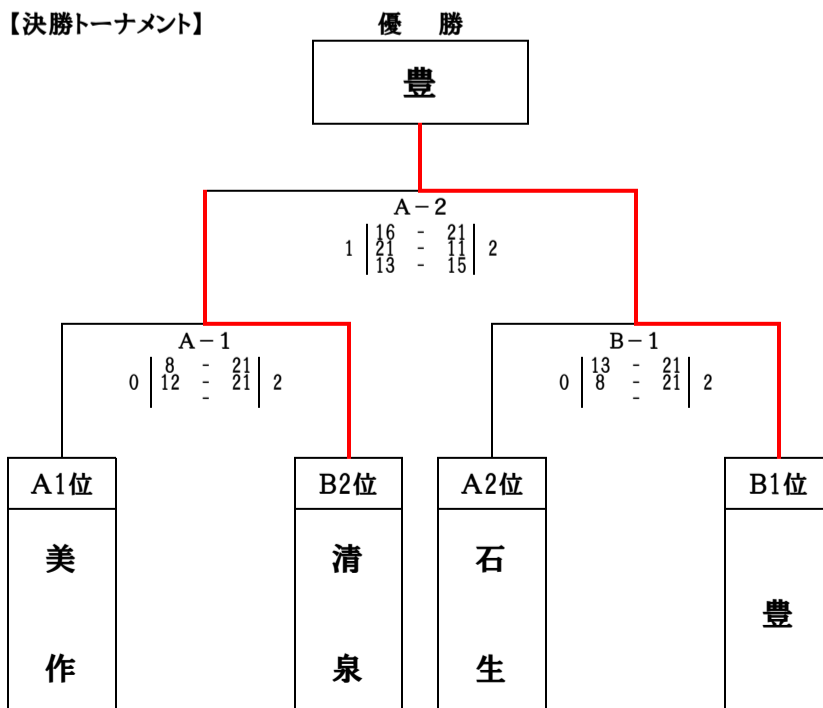 【決勝トーナメント】
優　勝
豊
A－2
16 - 21
1 21 - 11 2
13 - 15
A－1
8 - 21
0 12 - 21 2
-
B－1
13 - 21
0 8 - 21 2
-
A1位
B2位
A2位
B1位
美作
清泉
石生
豊